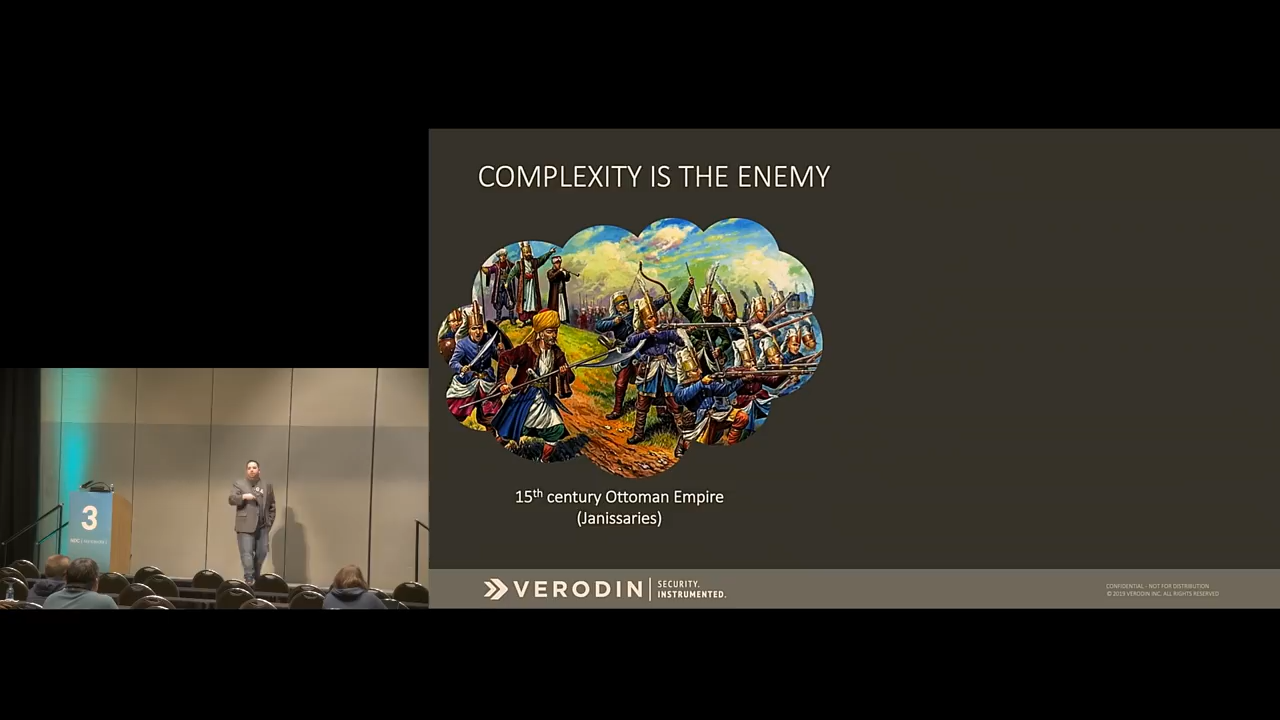 COMPLEXITY IS THE ENEMY
15th century Ottoman Empire
(Janissaries)
VERODIN
SECURITY.
INSTRUMENTED.
CONFIDENTIAL - NOT FOR DISTRIBUTION
© 2019 VERODIN INC. ALL RIGHTS RESERVED
3